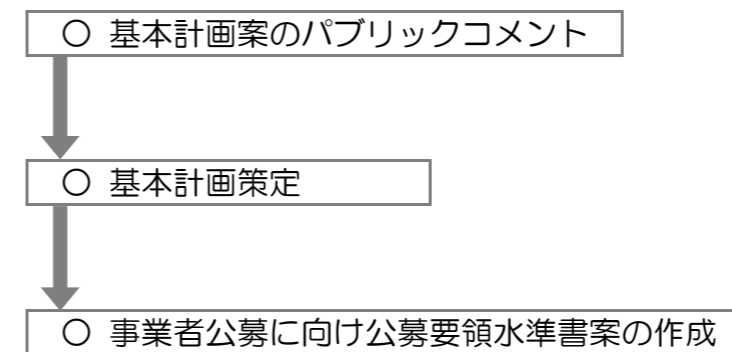 〇 基本計画案のパブリックコメント
〇 基本計画策定
〇 事業者公募に向け公募要領水準書案の作成